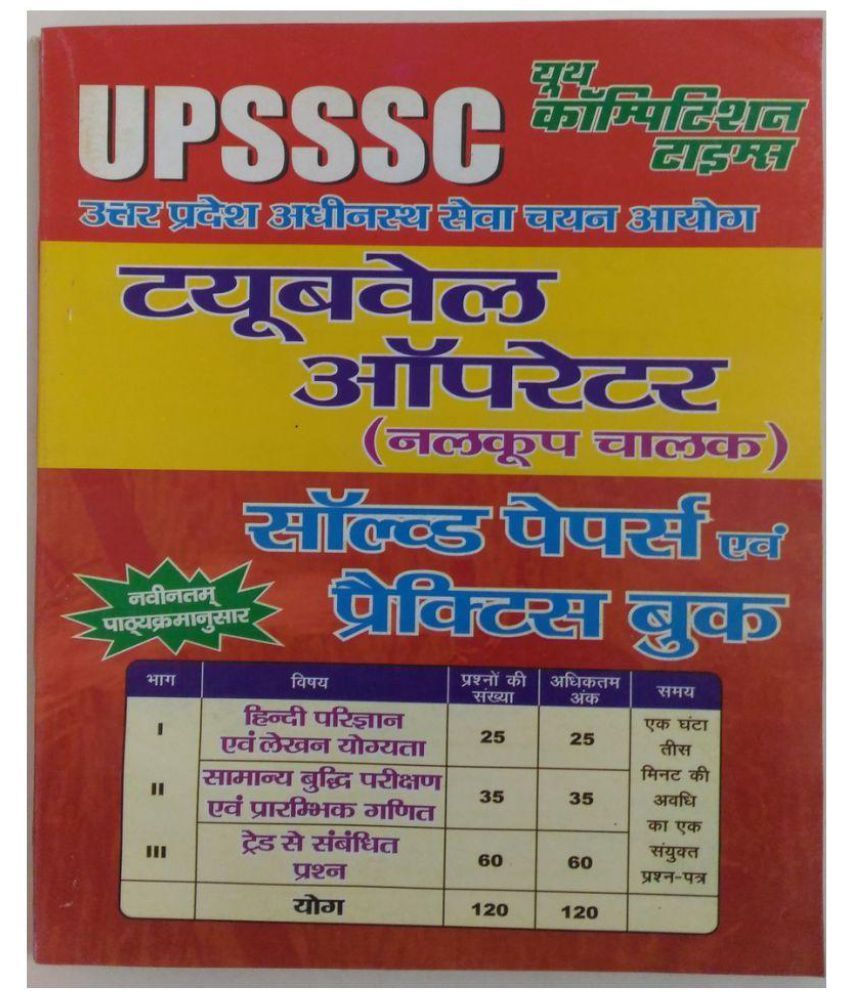 UPSSSC
यूथ
कॉम्पिटिशन
टाइम्स
उत्तर प्रदेश अधीनस्थ सेवा चयन आयोग
टयूबवेल
ऑपरेटर
(नलकूप चालक)
सॉल्व्ड पेपर्स एवं
प्रैक्टिस बुक
नवीनतम्
पाठ्यक्रमानुसार
भाग विषय प्रश्नों की संख्या अधिकतम अंक समय
I हिन्दी परिज्ञान एवं लेखन योग्यता 25 25
II सामान्य बुद्धि परीक्षण एवं प्रारम्भिक गणित 35 35
III ट्रेड से संबंधित प्रश्न 60 60
एक घंटा
तीस
मिनट की
अवधि
का एक
संयुक्त
प्रश्न-पत्र
योग 120 120